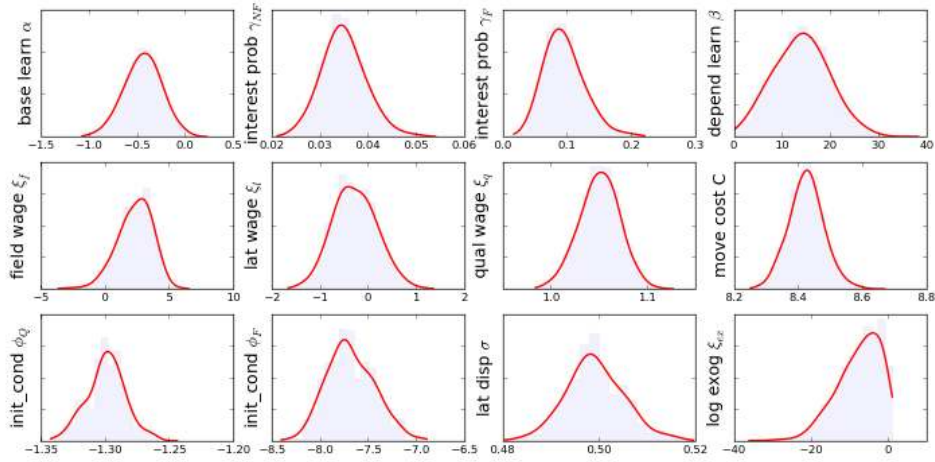 base learn α
−1.5 −1.0 −0.5 0.0 0.5
interest prob γ_NF
0.02 0.03 0.04 0.05 0.06
interest prob γ_F
0.0 0.1 0.2 0.3
depend learn β
0 10 20 30 40
field wage ξ_f
−5 0 5 10
lat wage ξ_l
−2 −1 0 1 2
qual wage ξ_q
1.0 1.1
move cost C
8.2 8.4 8.6 8.8
init_cond ϕ_Q
−1.35 −1.30 −1.25 −1.20
init_cond ϕ_F
−8.5 −8.0 −7.5 −7.0 −6.5
lat disp σ
0.48 0.50 0.52
log exog ξ_ex
−40 −20 0